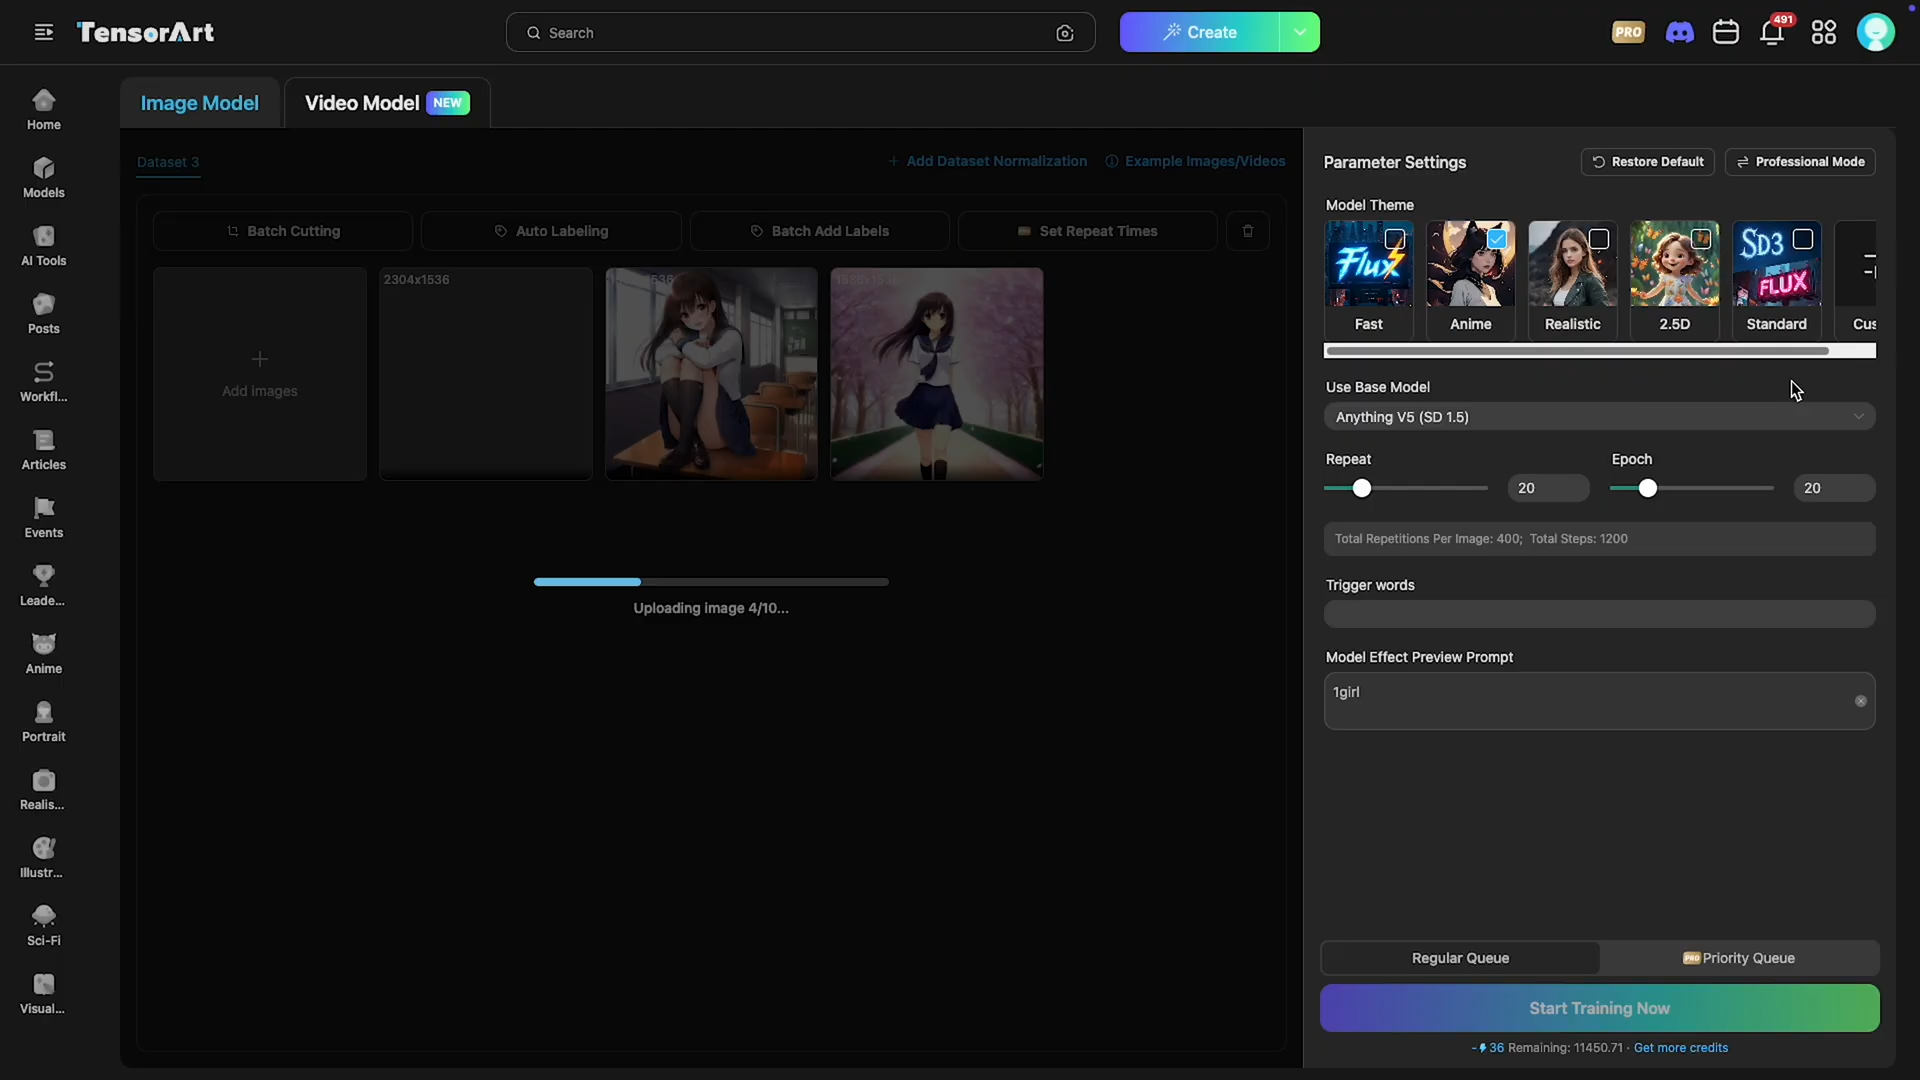 TensorArt
Search
Create
PRO
491
Home
Models
AI Tools
Posts
Workfl...
Articles
Events
Leade...
Anime
Portrait
Realis...
Illustr...
Sci-Fi
Visual...
Image Model
Video Model NEW
Dataset 3
+ Add Dataset Normalization
Example Images/Videos
Batch Cutting
Auto Labeling
Batch Add Labels
Set Repeat Times
+
Add images
2304x1536
Uploading image 4/10...
Parameter Settings
Restore Default
Professional Mode
Model Theme
Flux
SD3
FLUX
Fast
Anime
Realistic
2.5D
Standard
Cus
Use Base Model
Anything V5 (SD 1.5)
Repeat
Epoch
20
20
Total Repetitions Per Image: 400; Total Steps: 1200
Trigger words
Model Effect Preview Prompt
1girl
Regular Queue
PRO Priority Queue
Start Training Now
-36 Remaining: 11450.71 · Get more credits